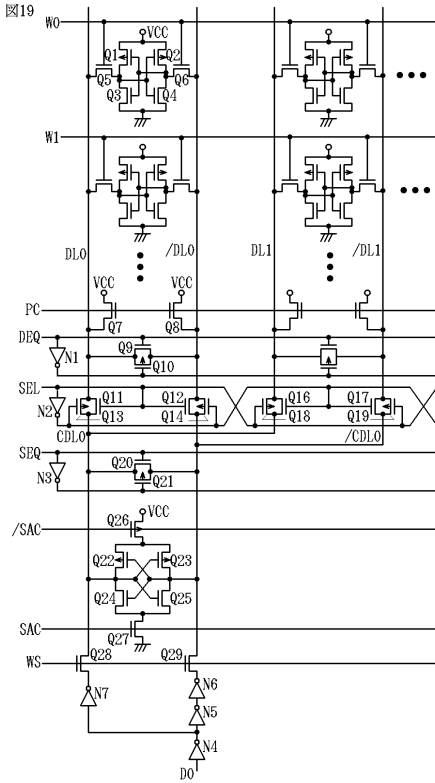 図19
W0
VCC
Q1 Q2
Q5 Q6
Q3 Q4
W1
DL0 /DL0 DL1 /DL1
VCC VCC
PC
Q7 Q8
DEQ
Q9
N1
Q10
SEL
Q11 Q12 Q16 Q17
N2
Q13 Q14 Q18 Q19
CDL0 /CDL0
SEQ
Q20
N3
Q21
VCC
Q26
/SAC
Q22 Q23
Q24 Q25
SAC
Q27
WS
Q28 Q29
N7 N6
N5
N4
D0